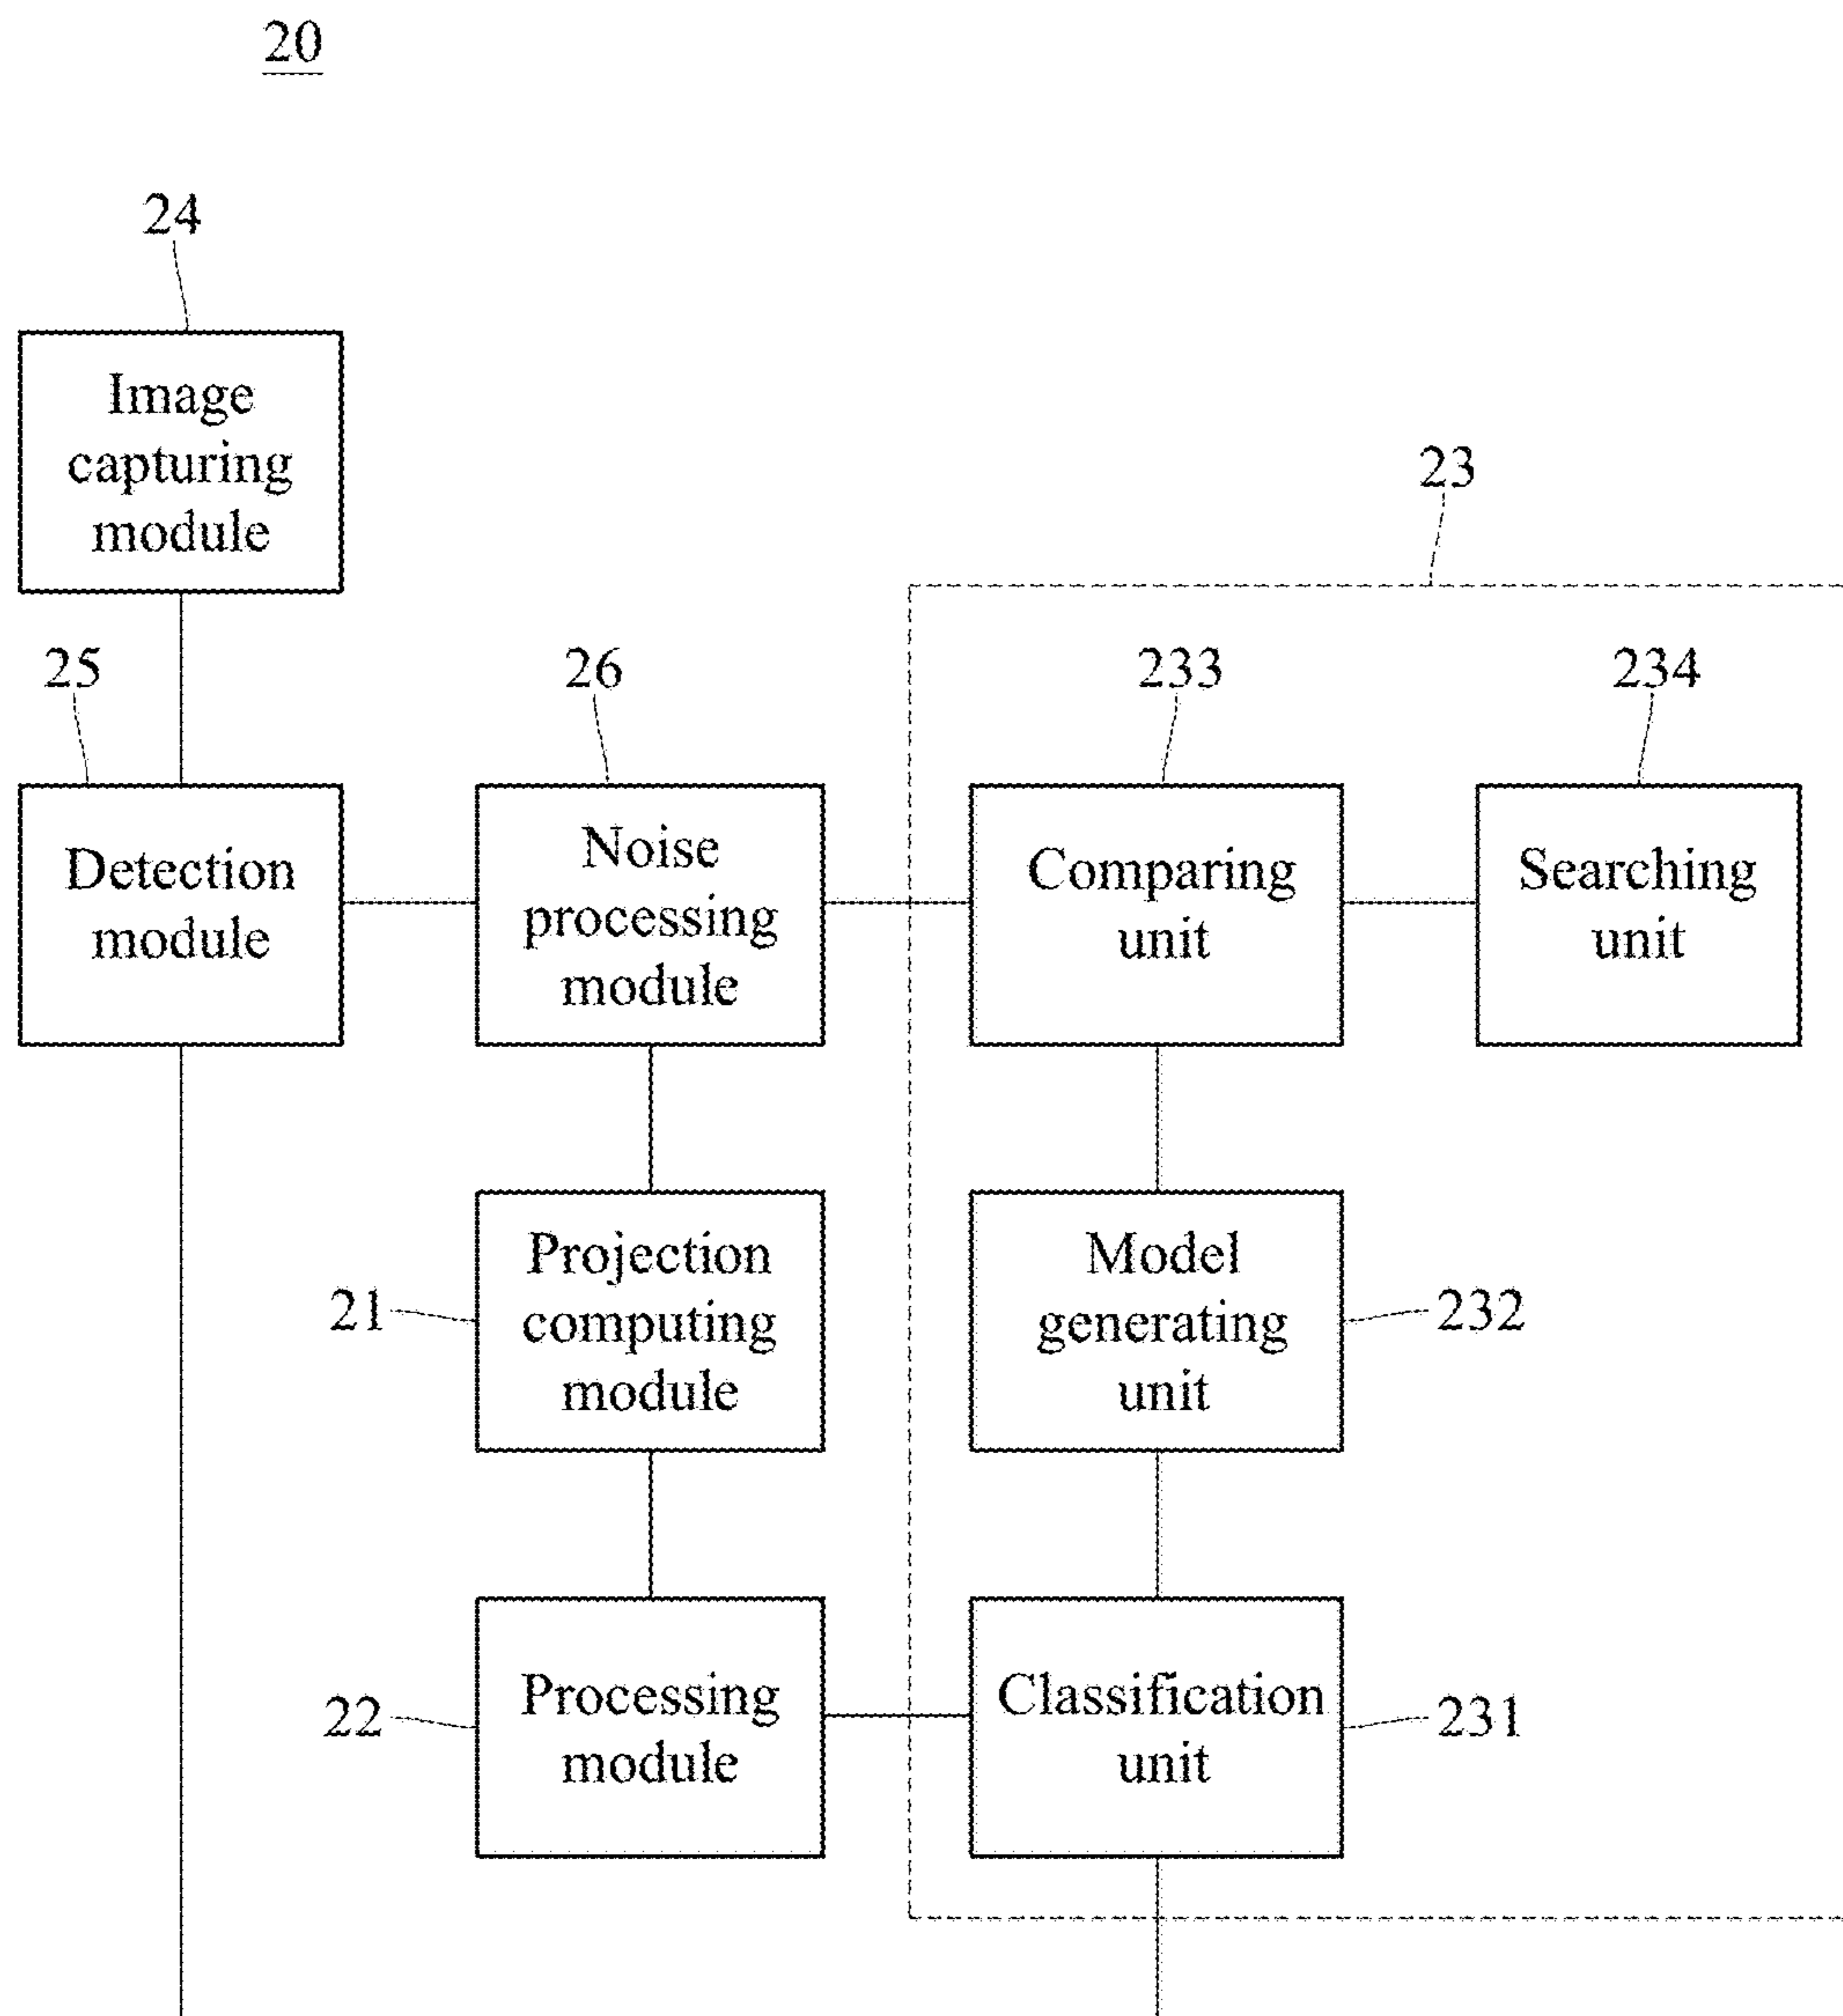 20
24
Image
capturing
module
23
25
26
233
234
Detection
module
Noise
processing
module
Comparing
unit
Searching
unit
21
Projection
computing
module
Model
generating
unit
232
22
Processing
module
Classification
unit
231